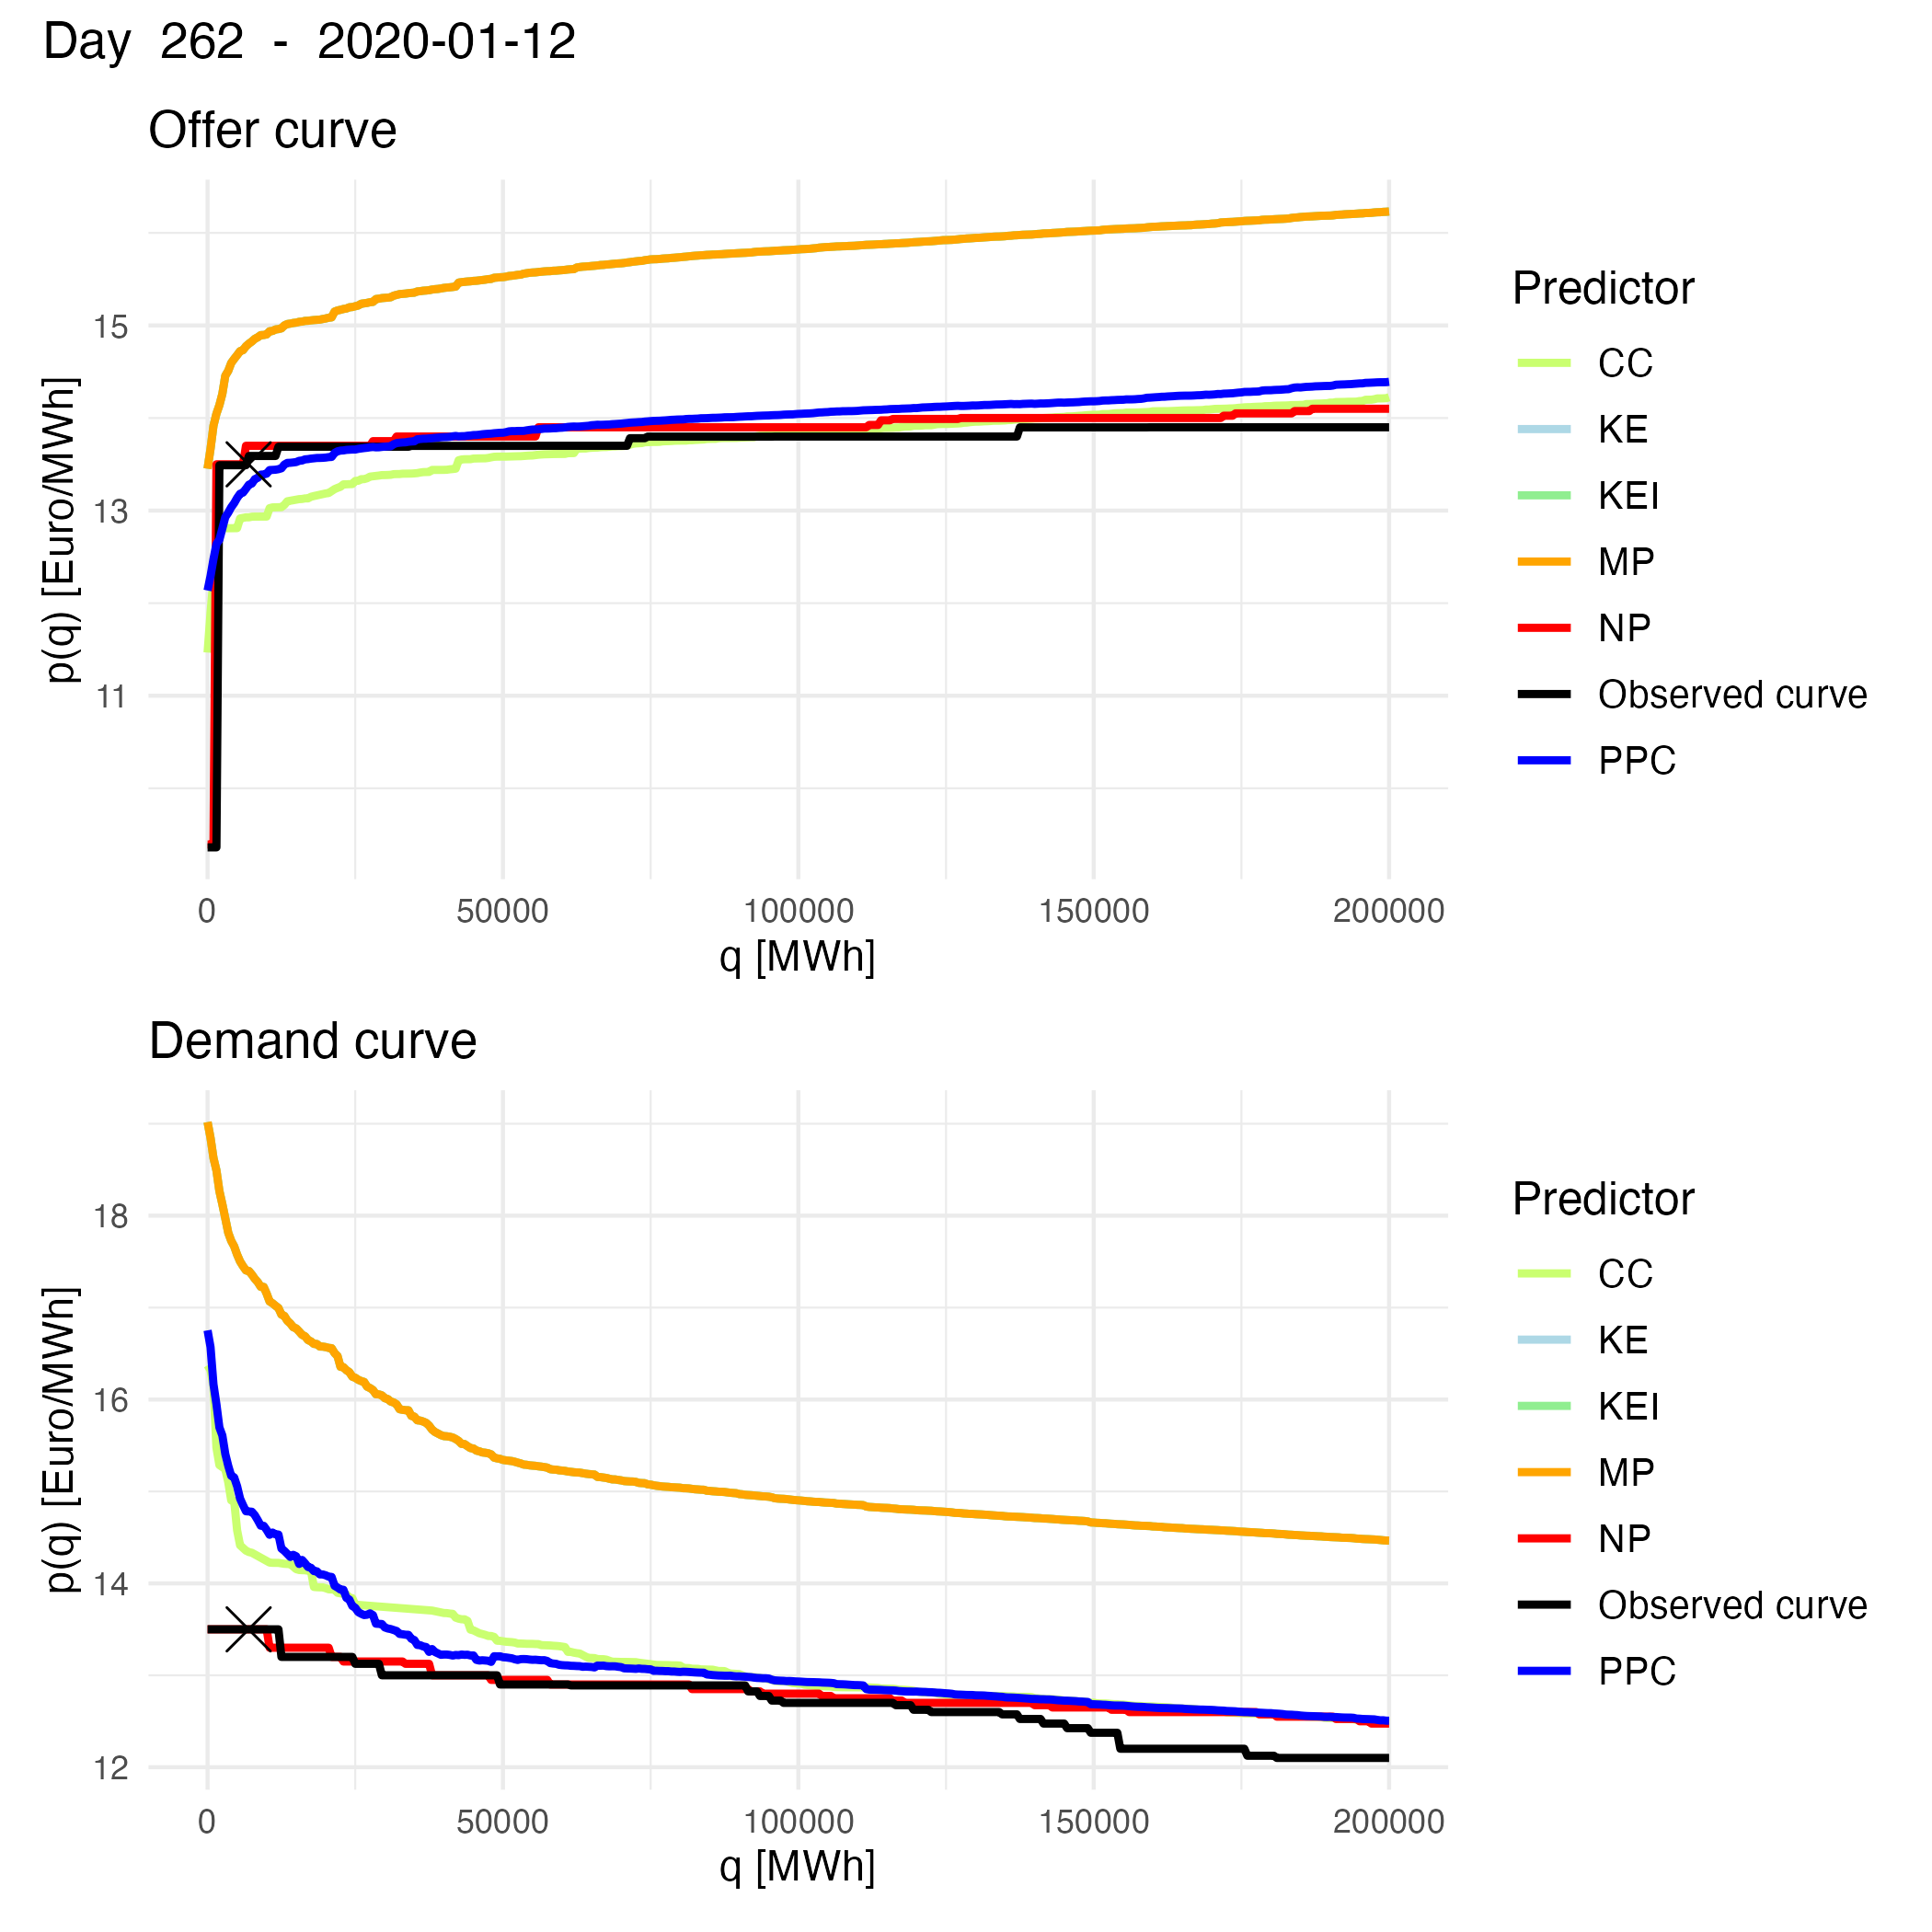 Day 262 - 2020-01-12
Offer curve
p(q) [Euro/MWh]
15
13
11
0 50000 100000 150000 200000
q [MWh]
Predictor
CC
KE
KEI
MP
NP
Observed curve
PPC
Demand curve
p(q) [Euro/MWh]
18
16
14
12
0 50000 100000 150000 200000
q [MWh]
Predictor
CC
KE
KEI
MP
NP
Observed curve
PPC